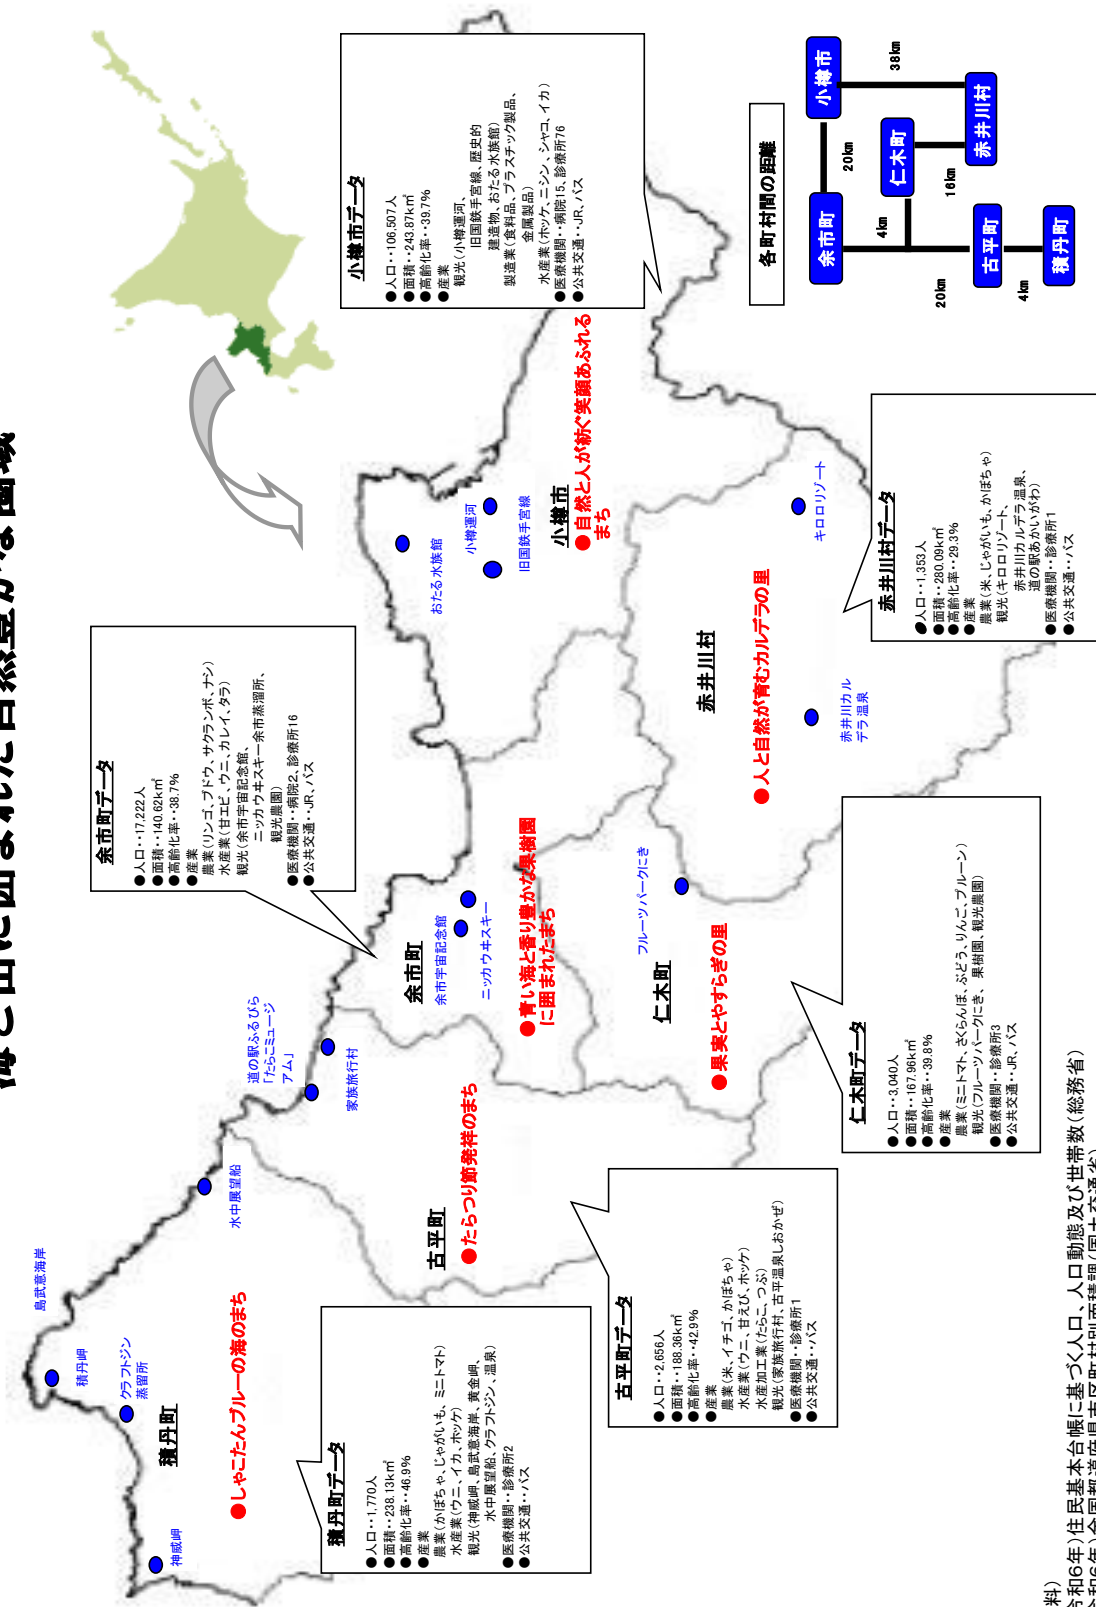 海と山に囲まれた自然豊かな圏域
積丹町データ
●人口‥1,770人
●面積‥238.13k㎡
●高齢化率‥46.9%
●産業
農業(かぼちゃ、じゃがいも、ミニトマト)
水産業(ウニ、イカ、ホッケ)
観光(神威岬、島武意海岸、黄金岬、
水中展望船、クラフトジン、温泉)
●医療機関‥診療所2
●公共交通‥バス
神威岬
積丹岬
島武意海岸
クラフトジン
蒸留所
積丹町
●しゃこたんブルーの海のまち
水中展望船
古平町データ
●人口‥2,656人
●面積‥188.36k㎡
●高齢化率‥42.9%
●産業
農業(米、イチゴ、かぼちゃ)
水産業(ウニ、甘えび、ホッケ)
水産加工業(たらこ、つぶ)
観光(家族旅行村、古平温泉しおかぜ)
●医療機関‥診療所1
●公共交通‥バス
古平町
●たらつり節発祥のまち
道の駅ふるびら
「たらこミュージ
アム」
家族旅行村
余市町データ
●人口‥17,222人
●面積‥140.62k㎡
●高齢化率‥38.7%
●産業
農業(リンゴ、ブドウ、サクランボ、ナシ)
水産業(甘エビ、ウニ、カレイ、タラ)
観光(余市宇宙記念館、
ニッカウヰスキー余市蒸溜所、
観光農園)
●医療機関‥病院2、診療所16
●公共交通‥JR、バス
余市町
余市宇宙記念館
ニッカウヰスキー
●青い海と香り豊かな果樹園
に囲まれたまち
仁木町データ
●人口‥3,040人
●面積‥167.96k㎡
●高齢化率‥39.8%
●産業
農業(ミニトマト、さくらんぼ、ぶどう、りんご、プルーン)
観光(フルーツパークにき、果樹園、観光農園)
●医療機関‥診療所3
●公共交通‥JR、バス
フルーツパークにき
仁木町
●果実とやすらぎの里
小樽市データ
●人口‥106,507人
●面積‥243.87k㎡
●高齢化率‥39.7%
●産業
観光(小樽運河、
旧国鉄手宮線、歴史的
建造物、おたる水族館)
製造業(食料品、プラスチック製品、
金属製品)
水産業(ホッケ、ニシン、シャコ、イカ)
●医療機関‥病院15、診療所76
●公共交通‥JR、バス
おたる水族館
小樽運河
旧国鉄手宮線
小樽市
●自然と人が紡ぐ笑顔あふれる
まち
赤井川村データ
●人口‥1,353人
●面積‥280.09k㎡
●高齢化率‥29.3%
●産業
農業(米、じゃがいも、かぼちゃ)
観光(キロロリゾート、
赤井川カルデラ温泉、
道の駅あかいがわ)
●医療機関‥診療所1
●公共交通‥バス
赤井川村
●人と自然が育むカルデラの里
キロロリゾート
赤井川カル
デラ温泉
各町村間の距離
余市町
20km
小樽市
38km
4km
仁木町
16km
赤井川村
20km
古平町
4km
積丹町
料)
令和6年)住民基本台帳に基づく人口、人口動態及び世帯数(総務省)
令和6年)全国都道府県市区町村別面積調(国土交通省)